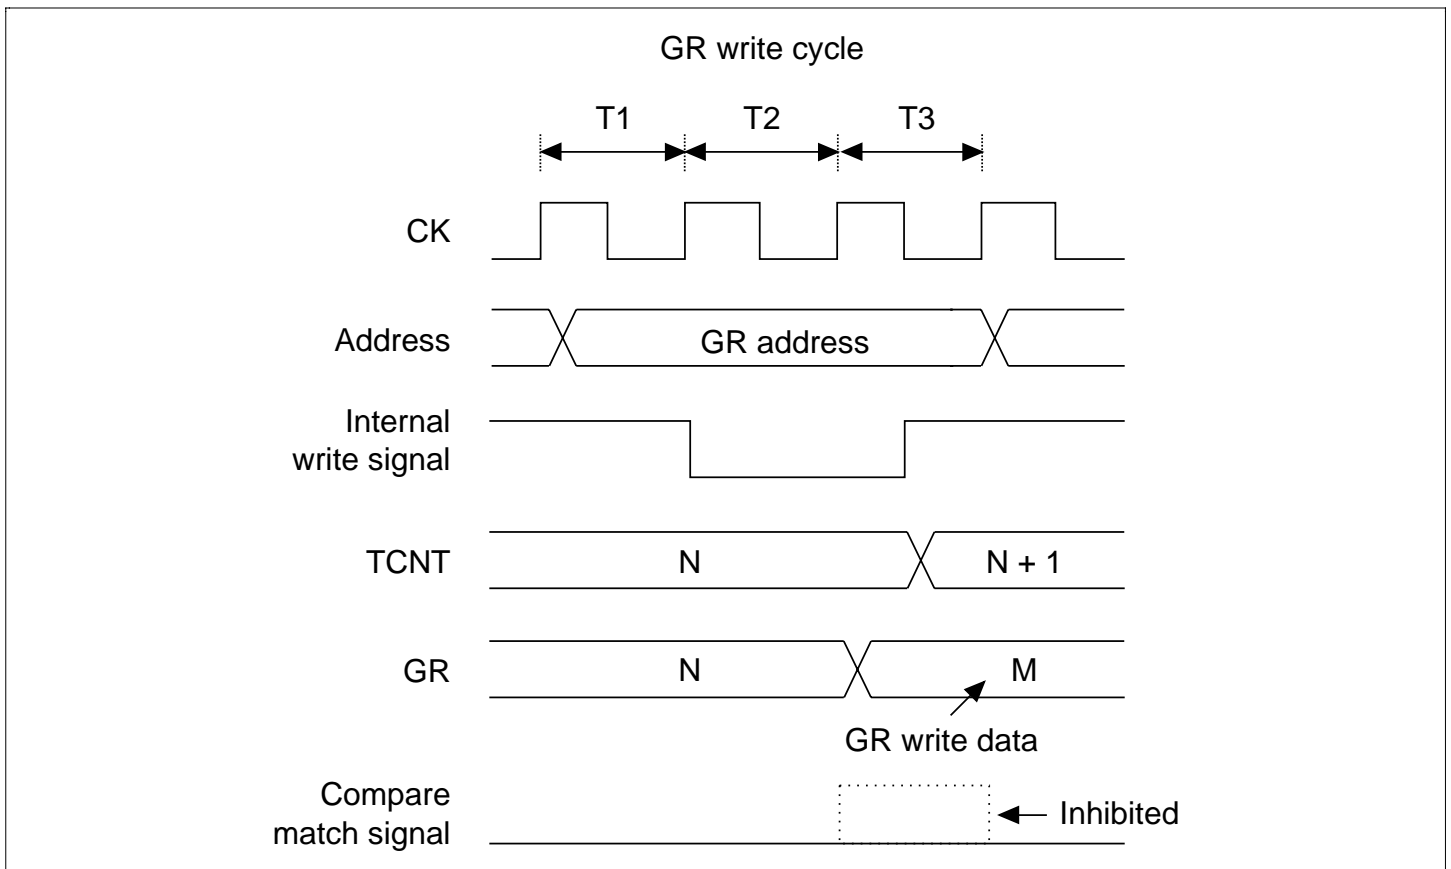 GR write cycle
T1 T2 T3
CK
Address GR address
Internal
write signal
TCNT N N + 1
GR N M
GR write data
Compare
match signal Inhibited